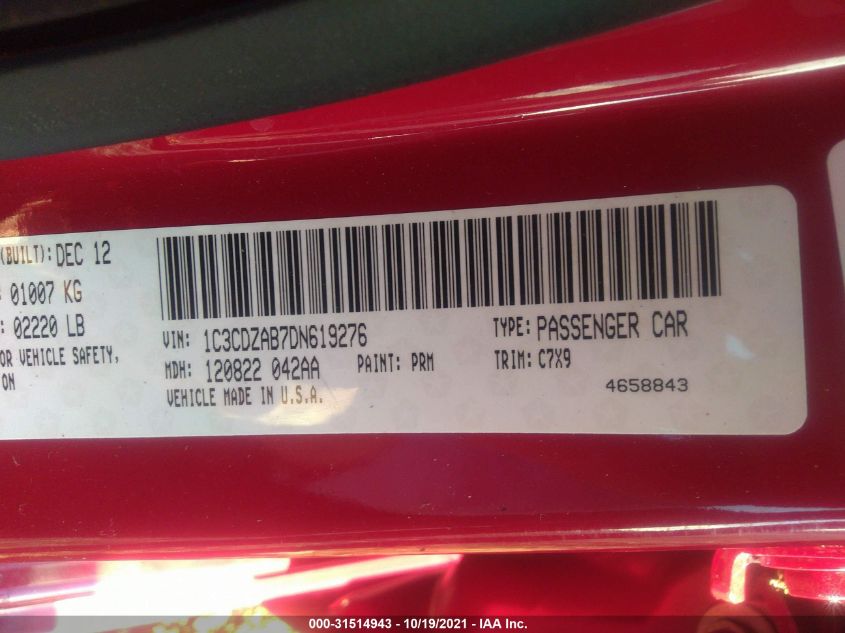 (BUILT): DEC 12
: 01007 KG
: 02220 LB
OR VEHICLE SAFETY,
ON
VIN: 1C3CDZAB7DN619276
TYPE: PASSENGER CAR
MDH: 120822 042AA
PAINT: PRM
TRIM: C7X9
VEHICLE MADE IN U.S.A.
4658843
000-31514943 - 10/19/2021 - IAA Inc.